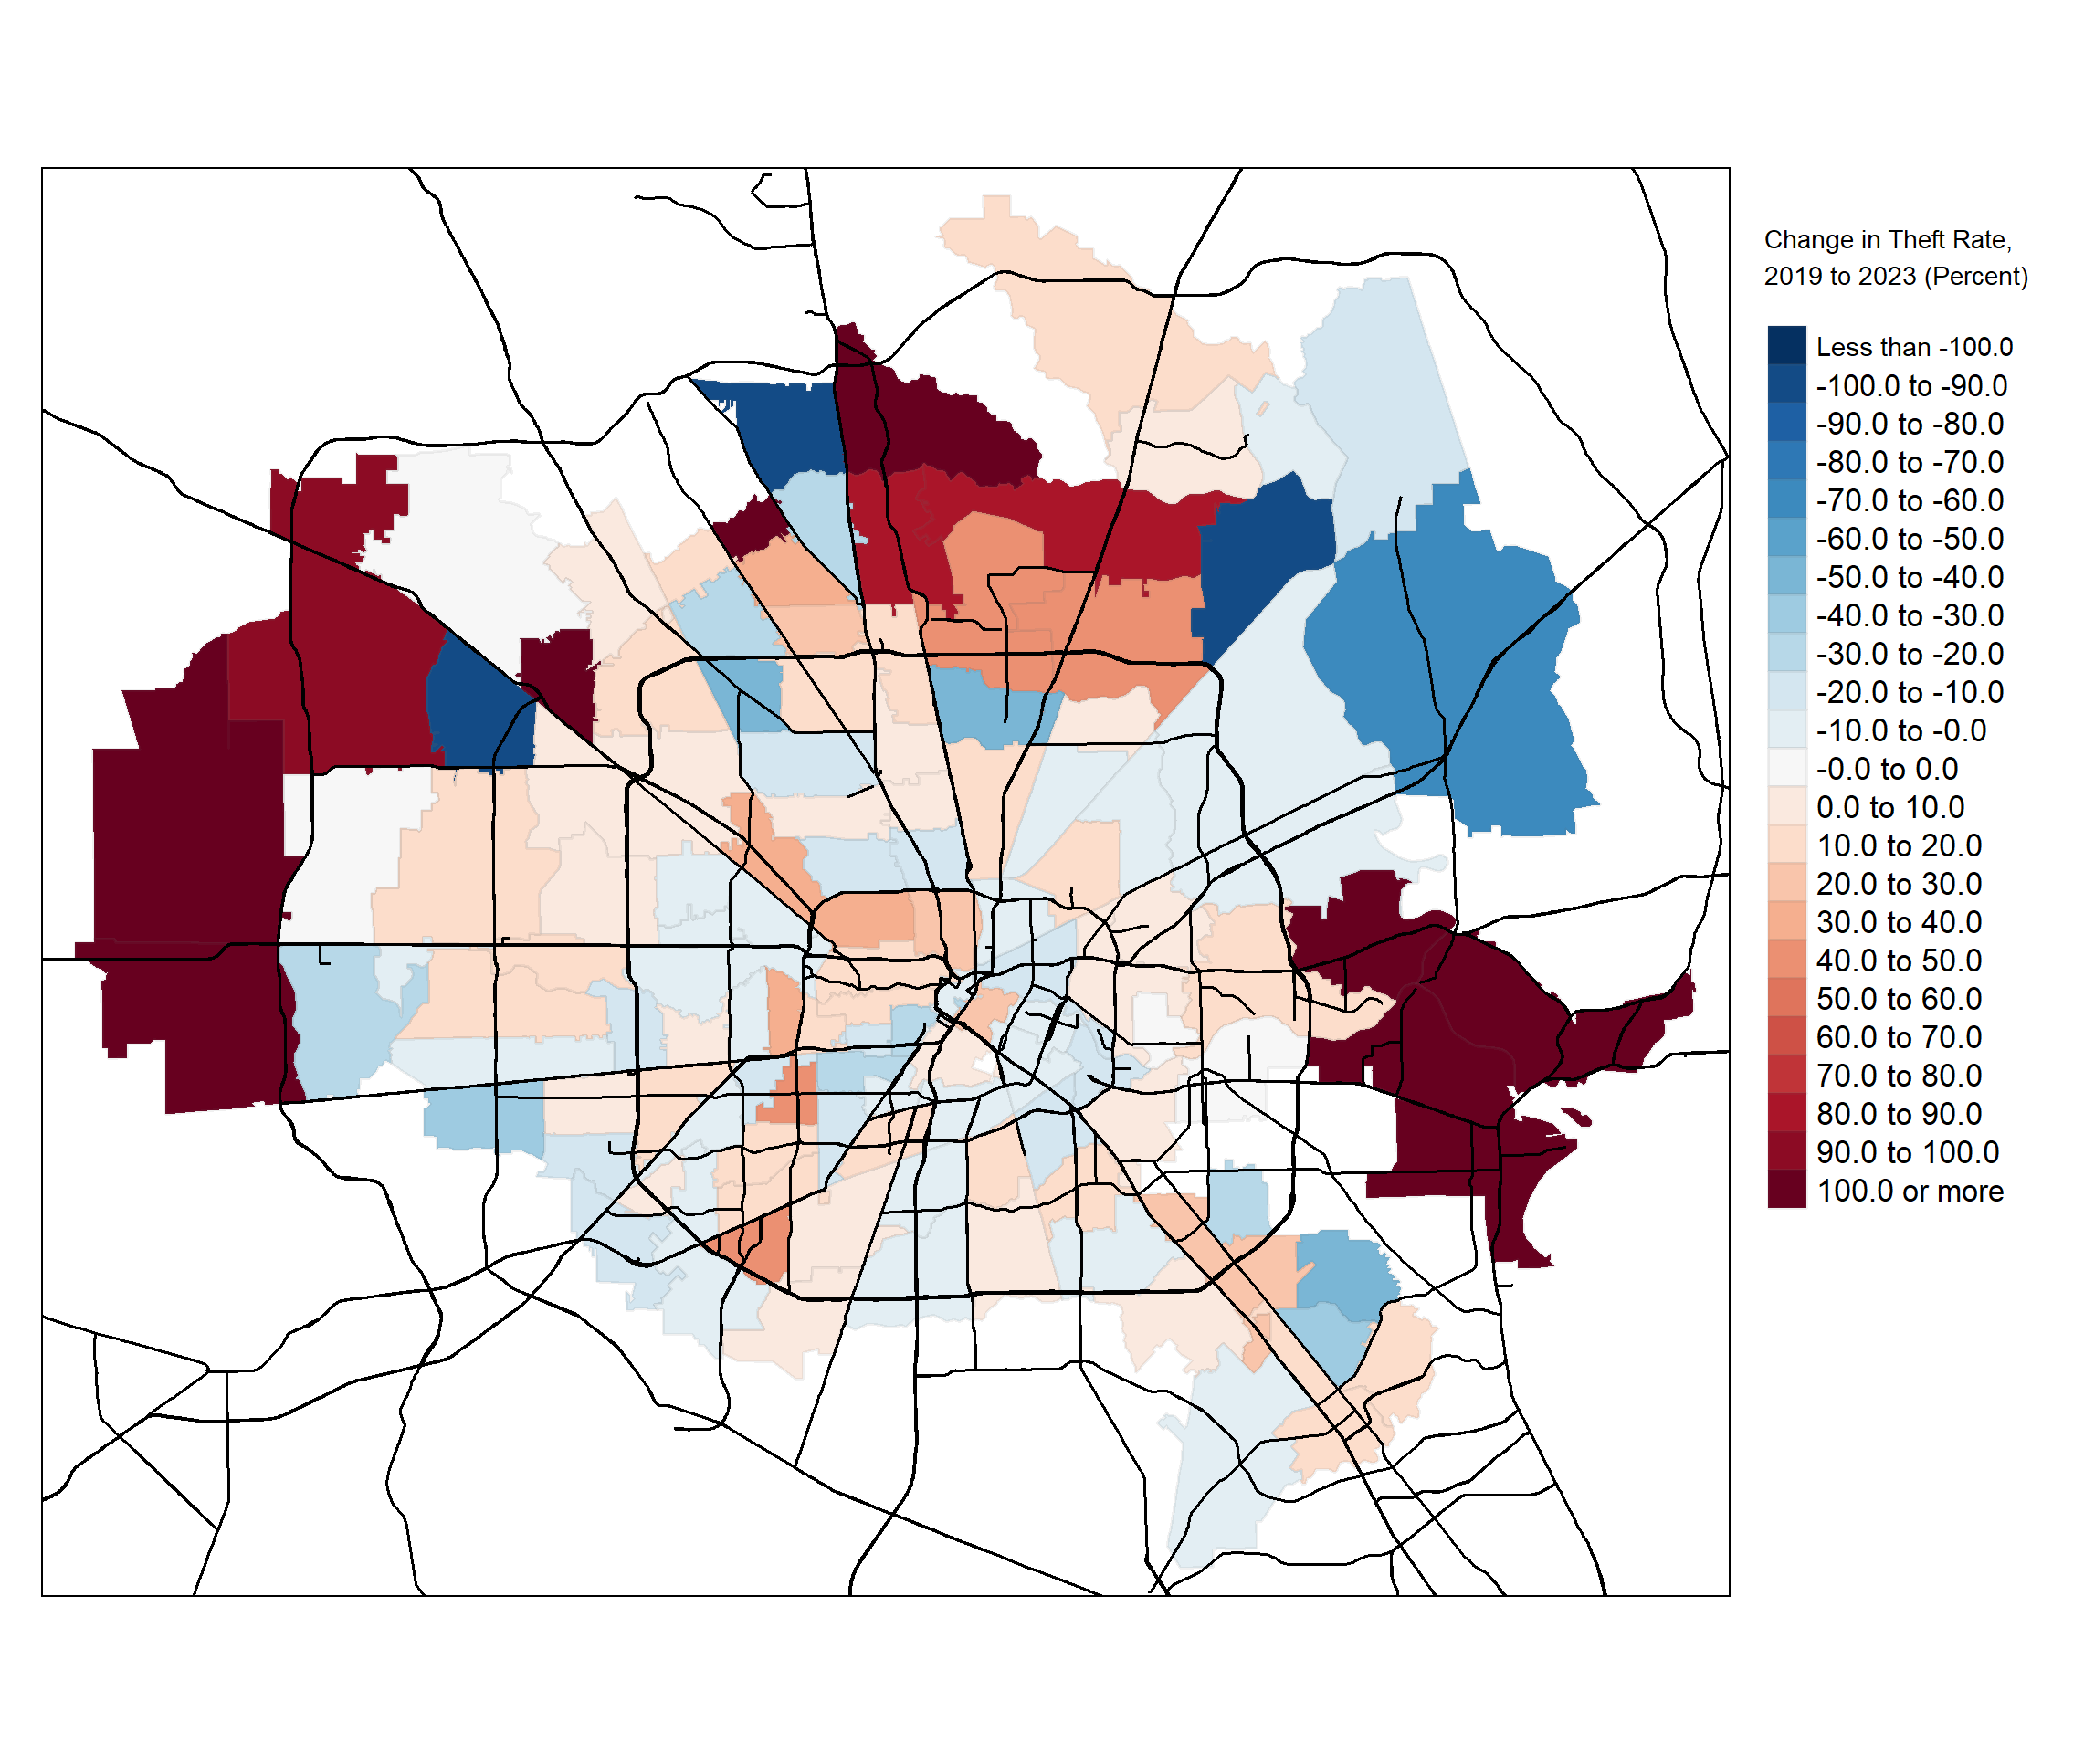 Change in Theft Rate,
2019 to 2023 (Percent)
Less than -100.0
-100.0 to -90.0
-90.0 to -80.0
-80.0 to -70.0
-70.0 to -60.0
-60.0 to -50.0
-50.0 to -40.0
-40.0 to -30.0
-30.0 to -20.0
-20.0 to -10.0
-10.0 to -0.0
-0.0 to 0.0
0.0 to 10.0
10.0 to 20.0
20.0 to 30.0
30.0 to 40.0
40.0 to 50.0
50.0 to 60.0
60.0 to 70.0
70.0 to 80.0
80.0 to 90.0
90.0 to 100.0
100.0 or more